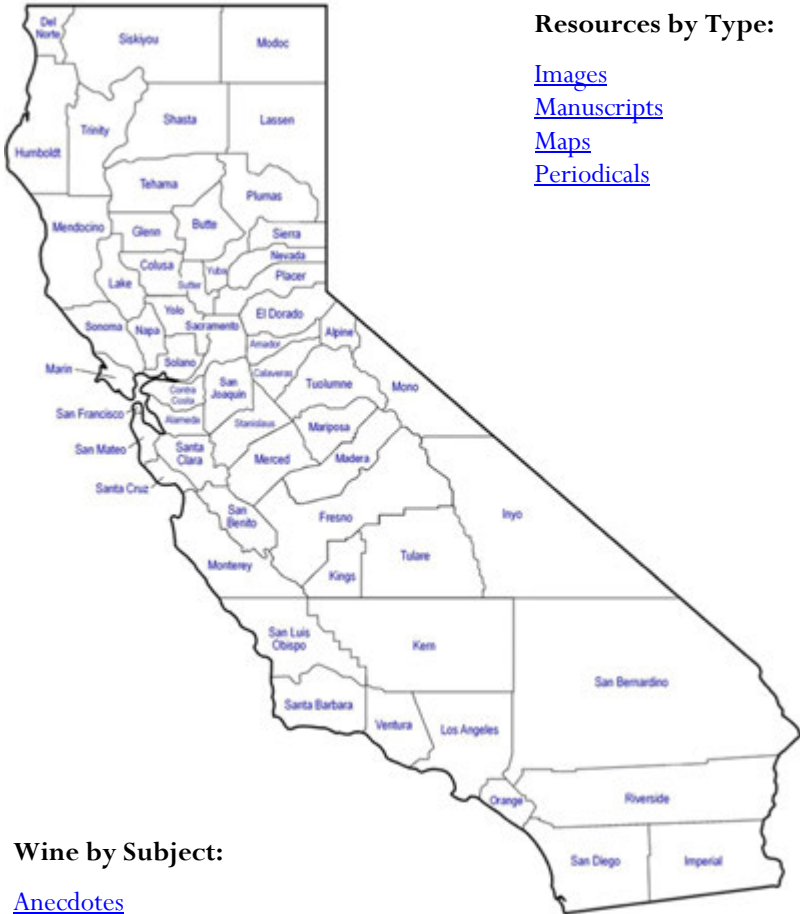 Resources by Type:
Images
Manuscripts
Maps
Periodicals
Del
Norte
Siskiyou
Modoc
Humboldt
Trinity
Shasta
Lassen
Tehama
Plumas
Mendocino
Glenn
Butte
Sierra
Nevada
Colusa
Yuba
Placer
Lake
Sutter
Yolo
El Dorado
Sonoma
Napa
Sacramento
Alpine
Amador
Solano
Marin
Calaveras
San
Joaquin
Tuolumne
Mono
Contra
Costa
San Francisco
Alameda
Stanislaus
Mariposa
San Mateo
Santa
Clara
Merced
Madera
Santa Cruz
San
Benito
Fresno
Inyo
Monterey
Kings
Tulare
San Luis
Obispo
Kern
San Bernardino
Santa Barbara
Ventura
Los Angeles
Orange
Riverside
San Diego
Imperial
Wine by Subject:
Anecdotes